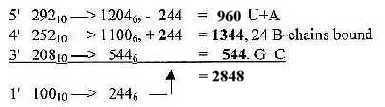 5' 292₁₀ —> 1204₆, - 244 = 960 U+A
4' 252₁₀ > 1100₆, + 244 = 1344, 24 B-chains bound
3' 208₁₀ —> 544₆ = 544. G C
= 2848
1' 100₁₀ —> 244₆